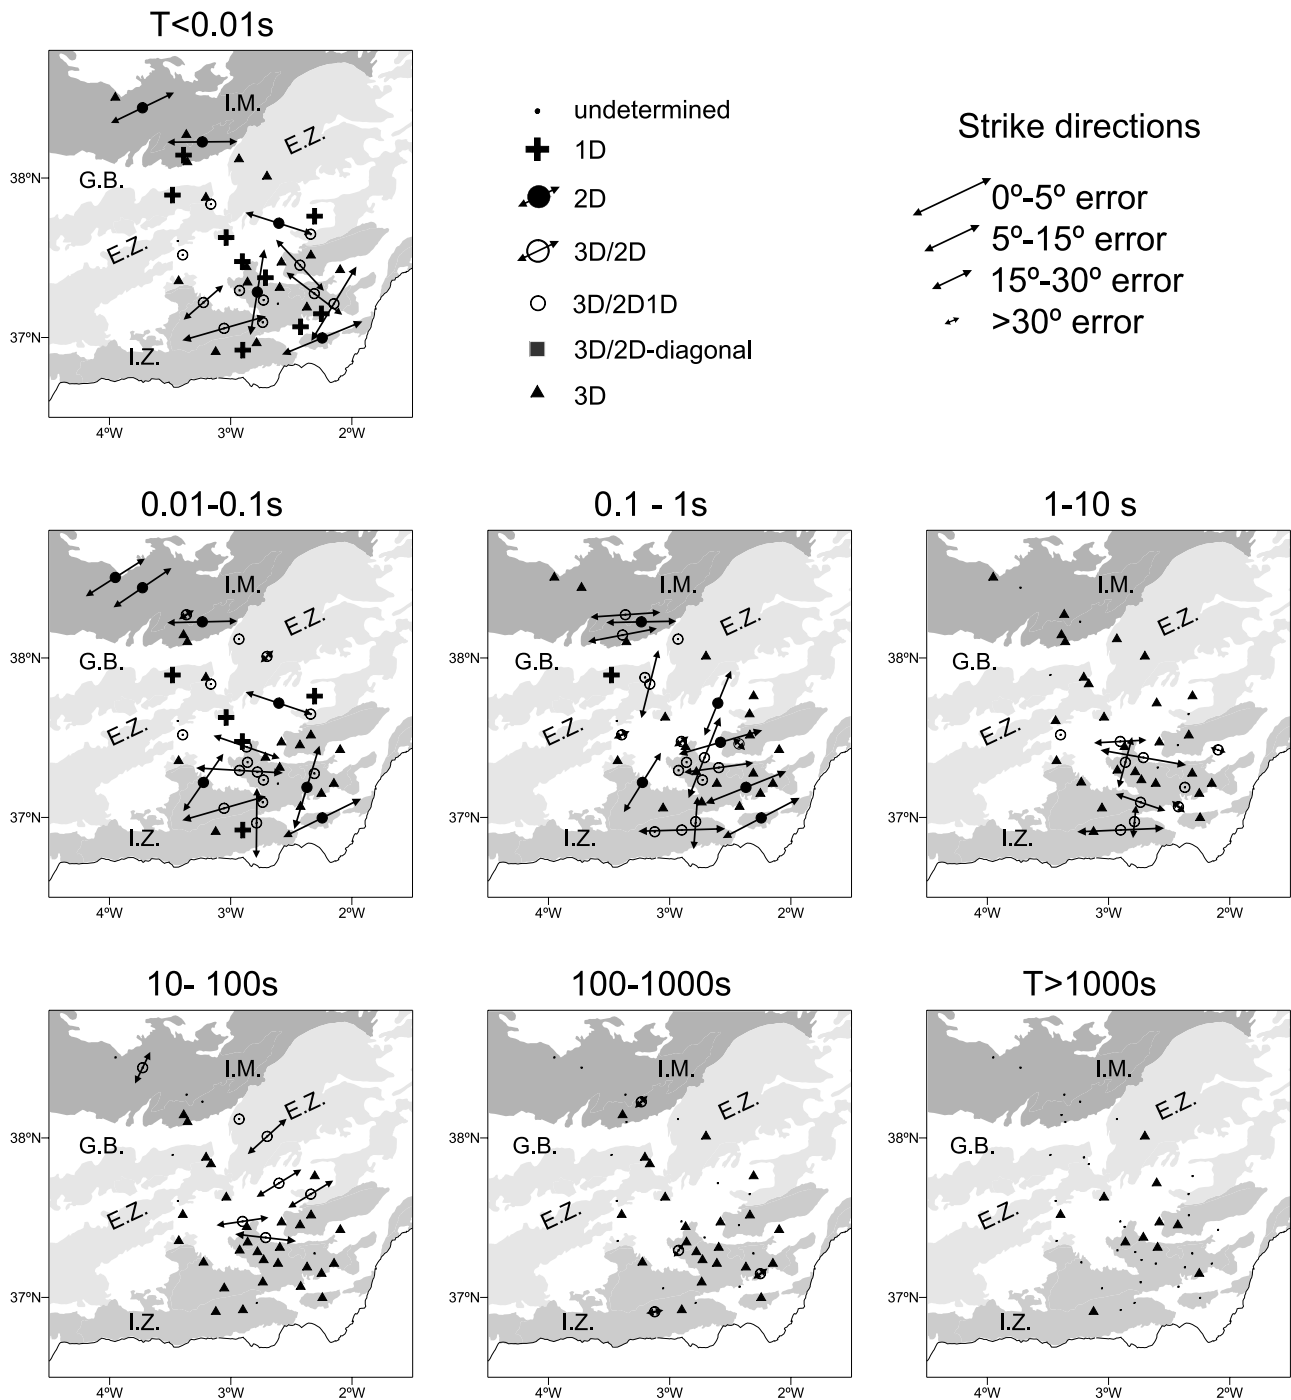 T<0.01s
I.M.
E.Z.
38ºN
G.B.
E.Z.
37ºN
I.Z.
4ºW 3ºW 2ºW
undetermined
1D
2D
3D/2D
3D/2D1D
3D/2D-diagonal
3D
Strike directions
0º-5º error
5º-15º error
15º-30º error
>30º error
0.01-0.1s
I.M.
E.Z.
38ºN
G.B.
E.Z.
37ºN
I.Z.
4ºW 3ºW 2ºW
0.1 - 1s
I.M.
E.Z.
38ºN
G.B.
E.Z.
37ºN
I.Z.
4ºW 3ºW 2ºW
1-10 s
I.M.
E.Z.
38ºN
G.B.
E.Z.
37ºN
I.Z.
4ºW 3ºW 2ºW
10- 100s
I.M.
E.Z.
38ºN
G.B.
E.Z.
37ºN
I.Z.
4ºW 3ºW 2ºW
100-1000s
I.M.
E.Z.
38ºN
G.B.
E.Z.
37ºN
I.Z.
4ºW 3ºW 2ºW
T>1000s
I.M.
E.Z.
38ºN
G.B.
E.Z.
37ºN
I.Z.
4ºW 3ºW 2ºW